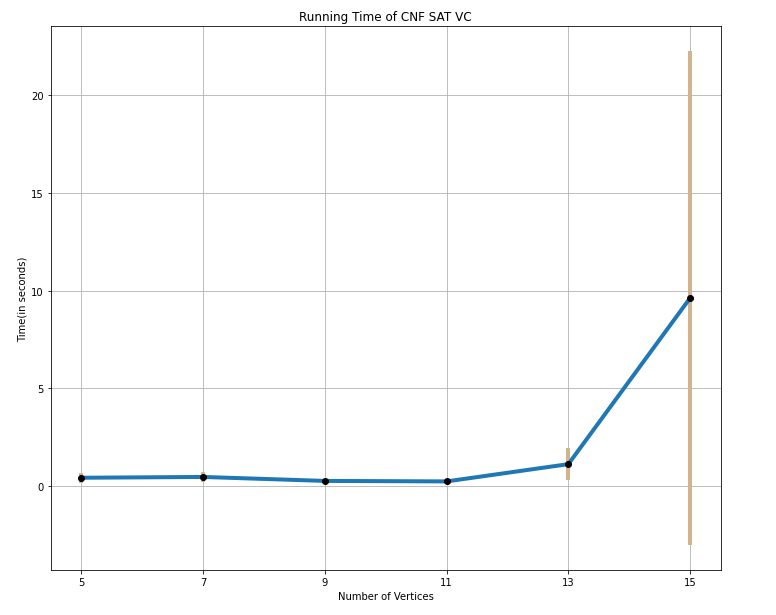 Running Time of CNF SAT VC
20
15
10
5
0
Time(in seconds)
5 7 9 11 13 15
Number of Vertices